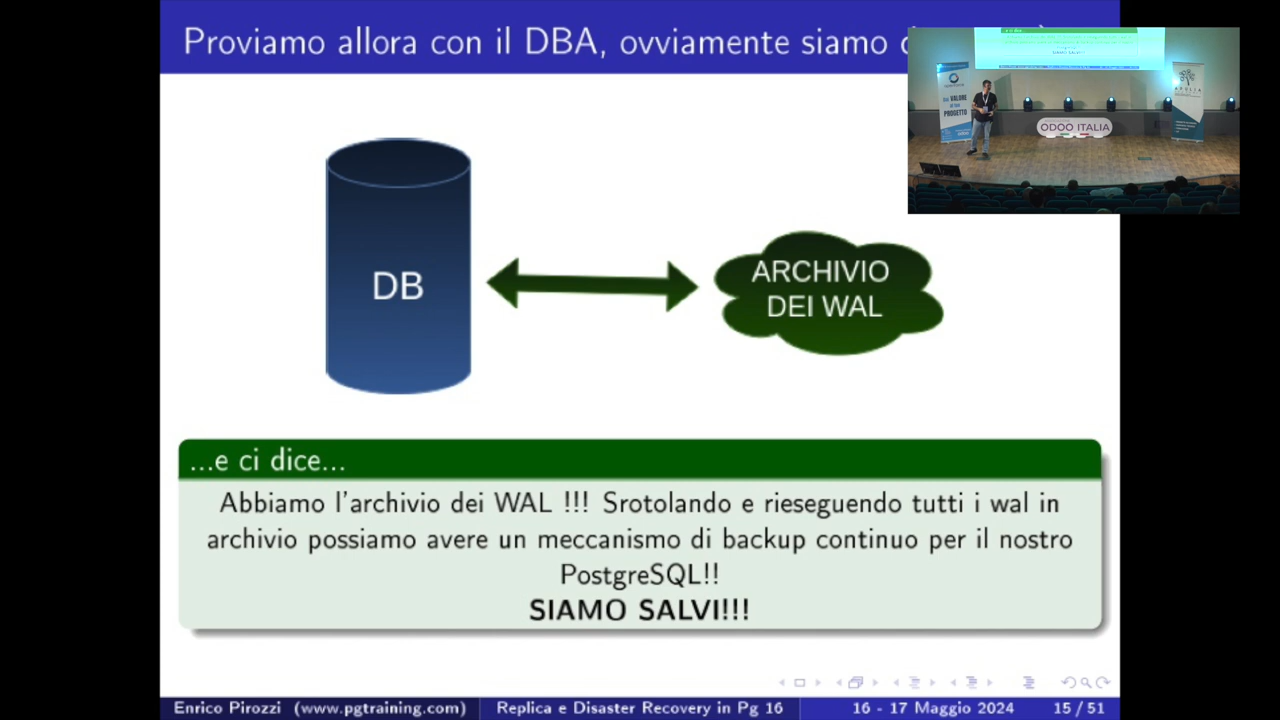 Proviamo allora con il DBA, ovviamente siamo
DB
ARCHIVIO
DEI WAL
VALORE
PROGETTO
ODOO ITALIA
...e ci dice...
Abbiamo l'archivio dei WAL !!! Srotolando e rieseguendo tutti i wal in
archivio possiamo avere un meccanismo di backup continuo per il nostro
PostgreSQL!!
SIAMO SALVI!!!
Enrico Pirozzi (www.pgtraining.com) Replica e Disaster Recovery in Pg 16 16 - 17 Maggio 2024 15 / 51